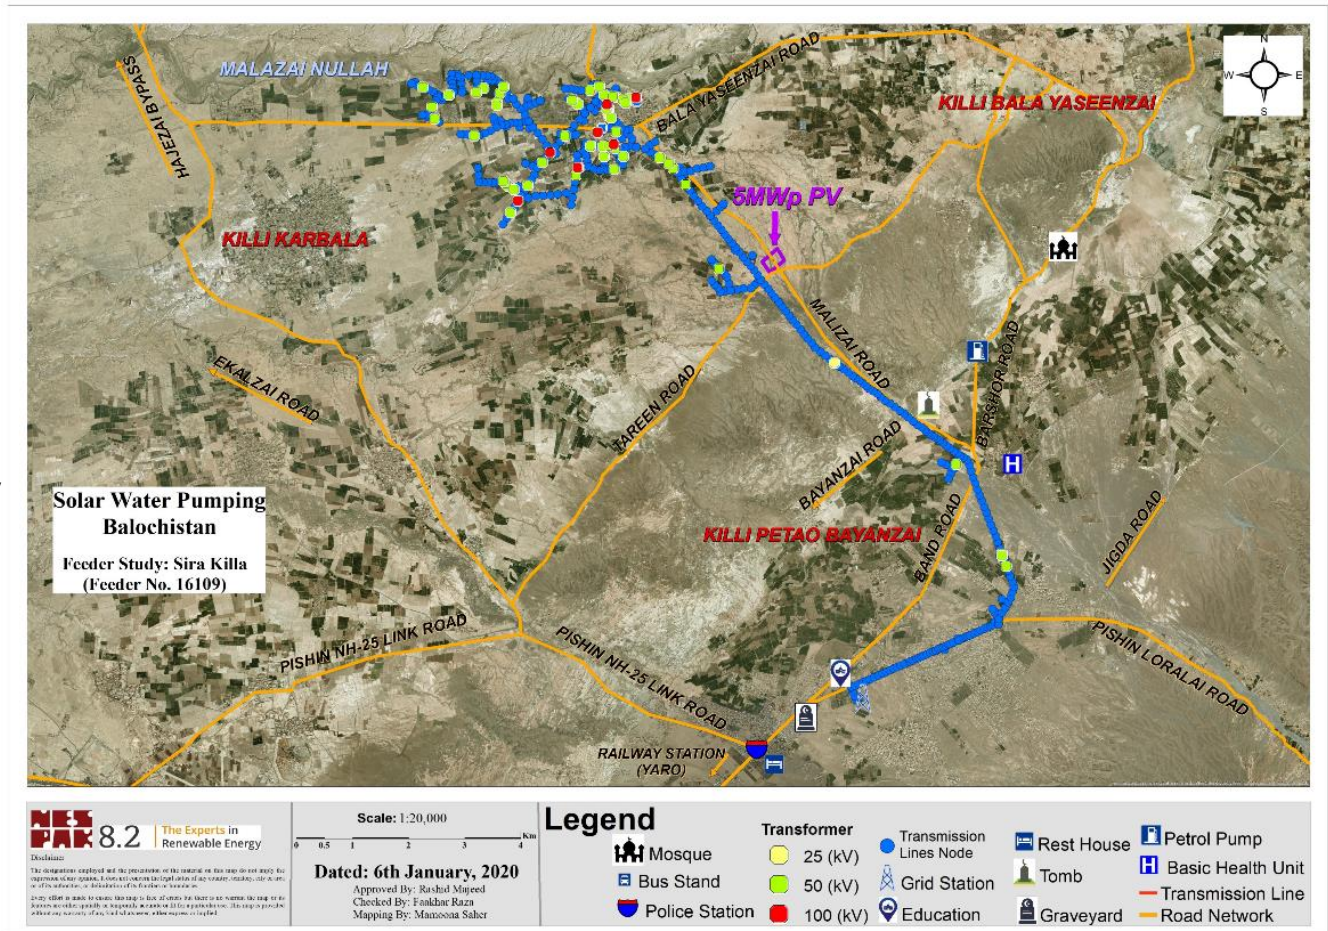 MALAZAI NULLAH
HAJEZAI BYPASS
BALA YASEENZAI ROAD
KILLI BALA YASEENZAI
N
W
E
S
5MWp PV
KILLI KARBALA
MALIZAI ROAD
EKALZAI ROAD
TAREEN ROAD
BARSHOR ROAD
BAYANZAI ROAD
H
KILLI PETAO BAYANZAI
BAND ROAD
JIGDA ROAD
Solar Water Pumping
Balochistan
Feeder Study: Sira Killa
(Feeder No. 16109)
PISHIN NH-25 LINK ROAD
PISHIN NH-25 LINK ROAD
PISHIN LORALAI ROAD
RAILWAY STATION
(YARO)
NES
PAK 8.2
The Experts in
Renewable Energy
Disclaimer
Scale: 1:20,000
Km
0 0.5 1 2 3 4
Dated: 6th January, 2020
Approved By: Rashid Majeed
Checked By: Faakhar Raza
Mapping By: Mamoona Saher
Legend
Mosque
Bus Stand
Police Station
Transformer
25 (kV)
50 (kV)
100 (kV)
Transmission
Lines Node
Grid Station
Education
Rest House
Tomb
Graveyard
Petrol Pump
H Basic Health Unit
Transmission Line
Road Network